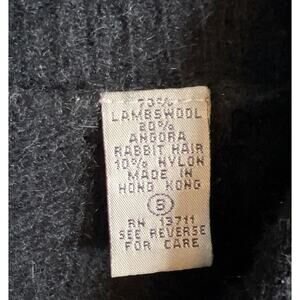 70%
LAMBSWOOL
20%
ANGORA
RABBIT HAIR
10% NYLON
MADE IN
HONG KONG
S
RN 13711
SEE REVERSE
FOR CARE